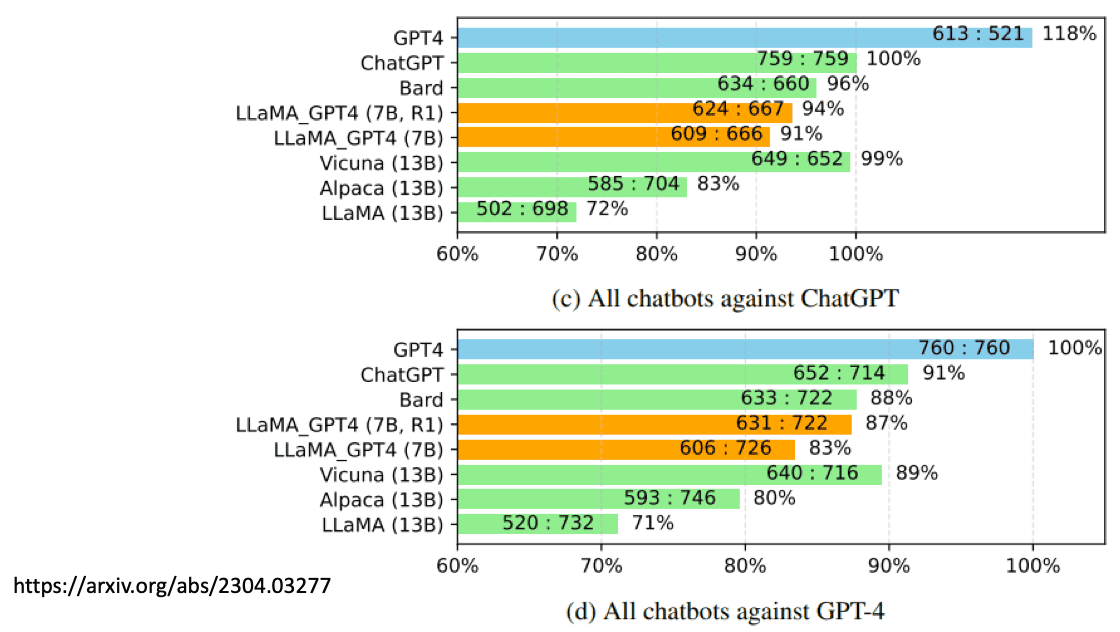 GPT4 613 : 521 118%
ChatGPT 759 : 759 100%
Bard 634 : 660 96%
LLaMA_GPT4 (7B, R1) 624 : 667 94%
LLaMA_GPT4 (7B) 609 : 666 91%
Vicuna (13B) 649 : 652 99%
Alpaca (13B) 585 : 704 83%
LLaMA (13B) 502 : 698 72%
60% 70% 80% 90% 100%
(c) All chatbots against ChatGPT
GPT4 760 : 760 100%
ChatGPT 652 : 714 91%
Bard 633 : 722 88%
LLaMA_GPT4 (7B, R1) 631 : 722 87%
LLaMA_GPT4 (7B) 606 : 726 83%
Vicuna (13B) 640 : 716 89%
Alpaca (13B) 593 : 746 80%
LLaMA (13B) 520 : 732 71%
60% 70% 80% 90% 100%
https://arxiv.org/abs/2304.03277
(d) All chatbots against GPT-4